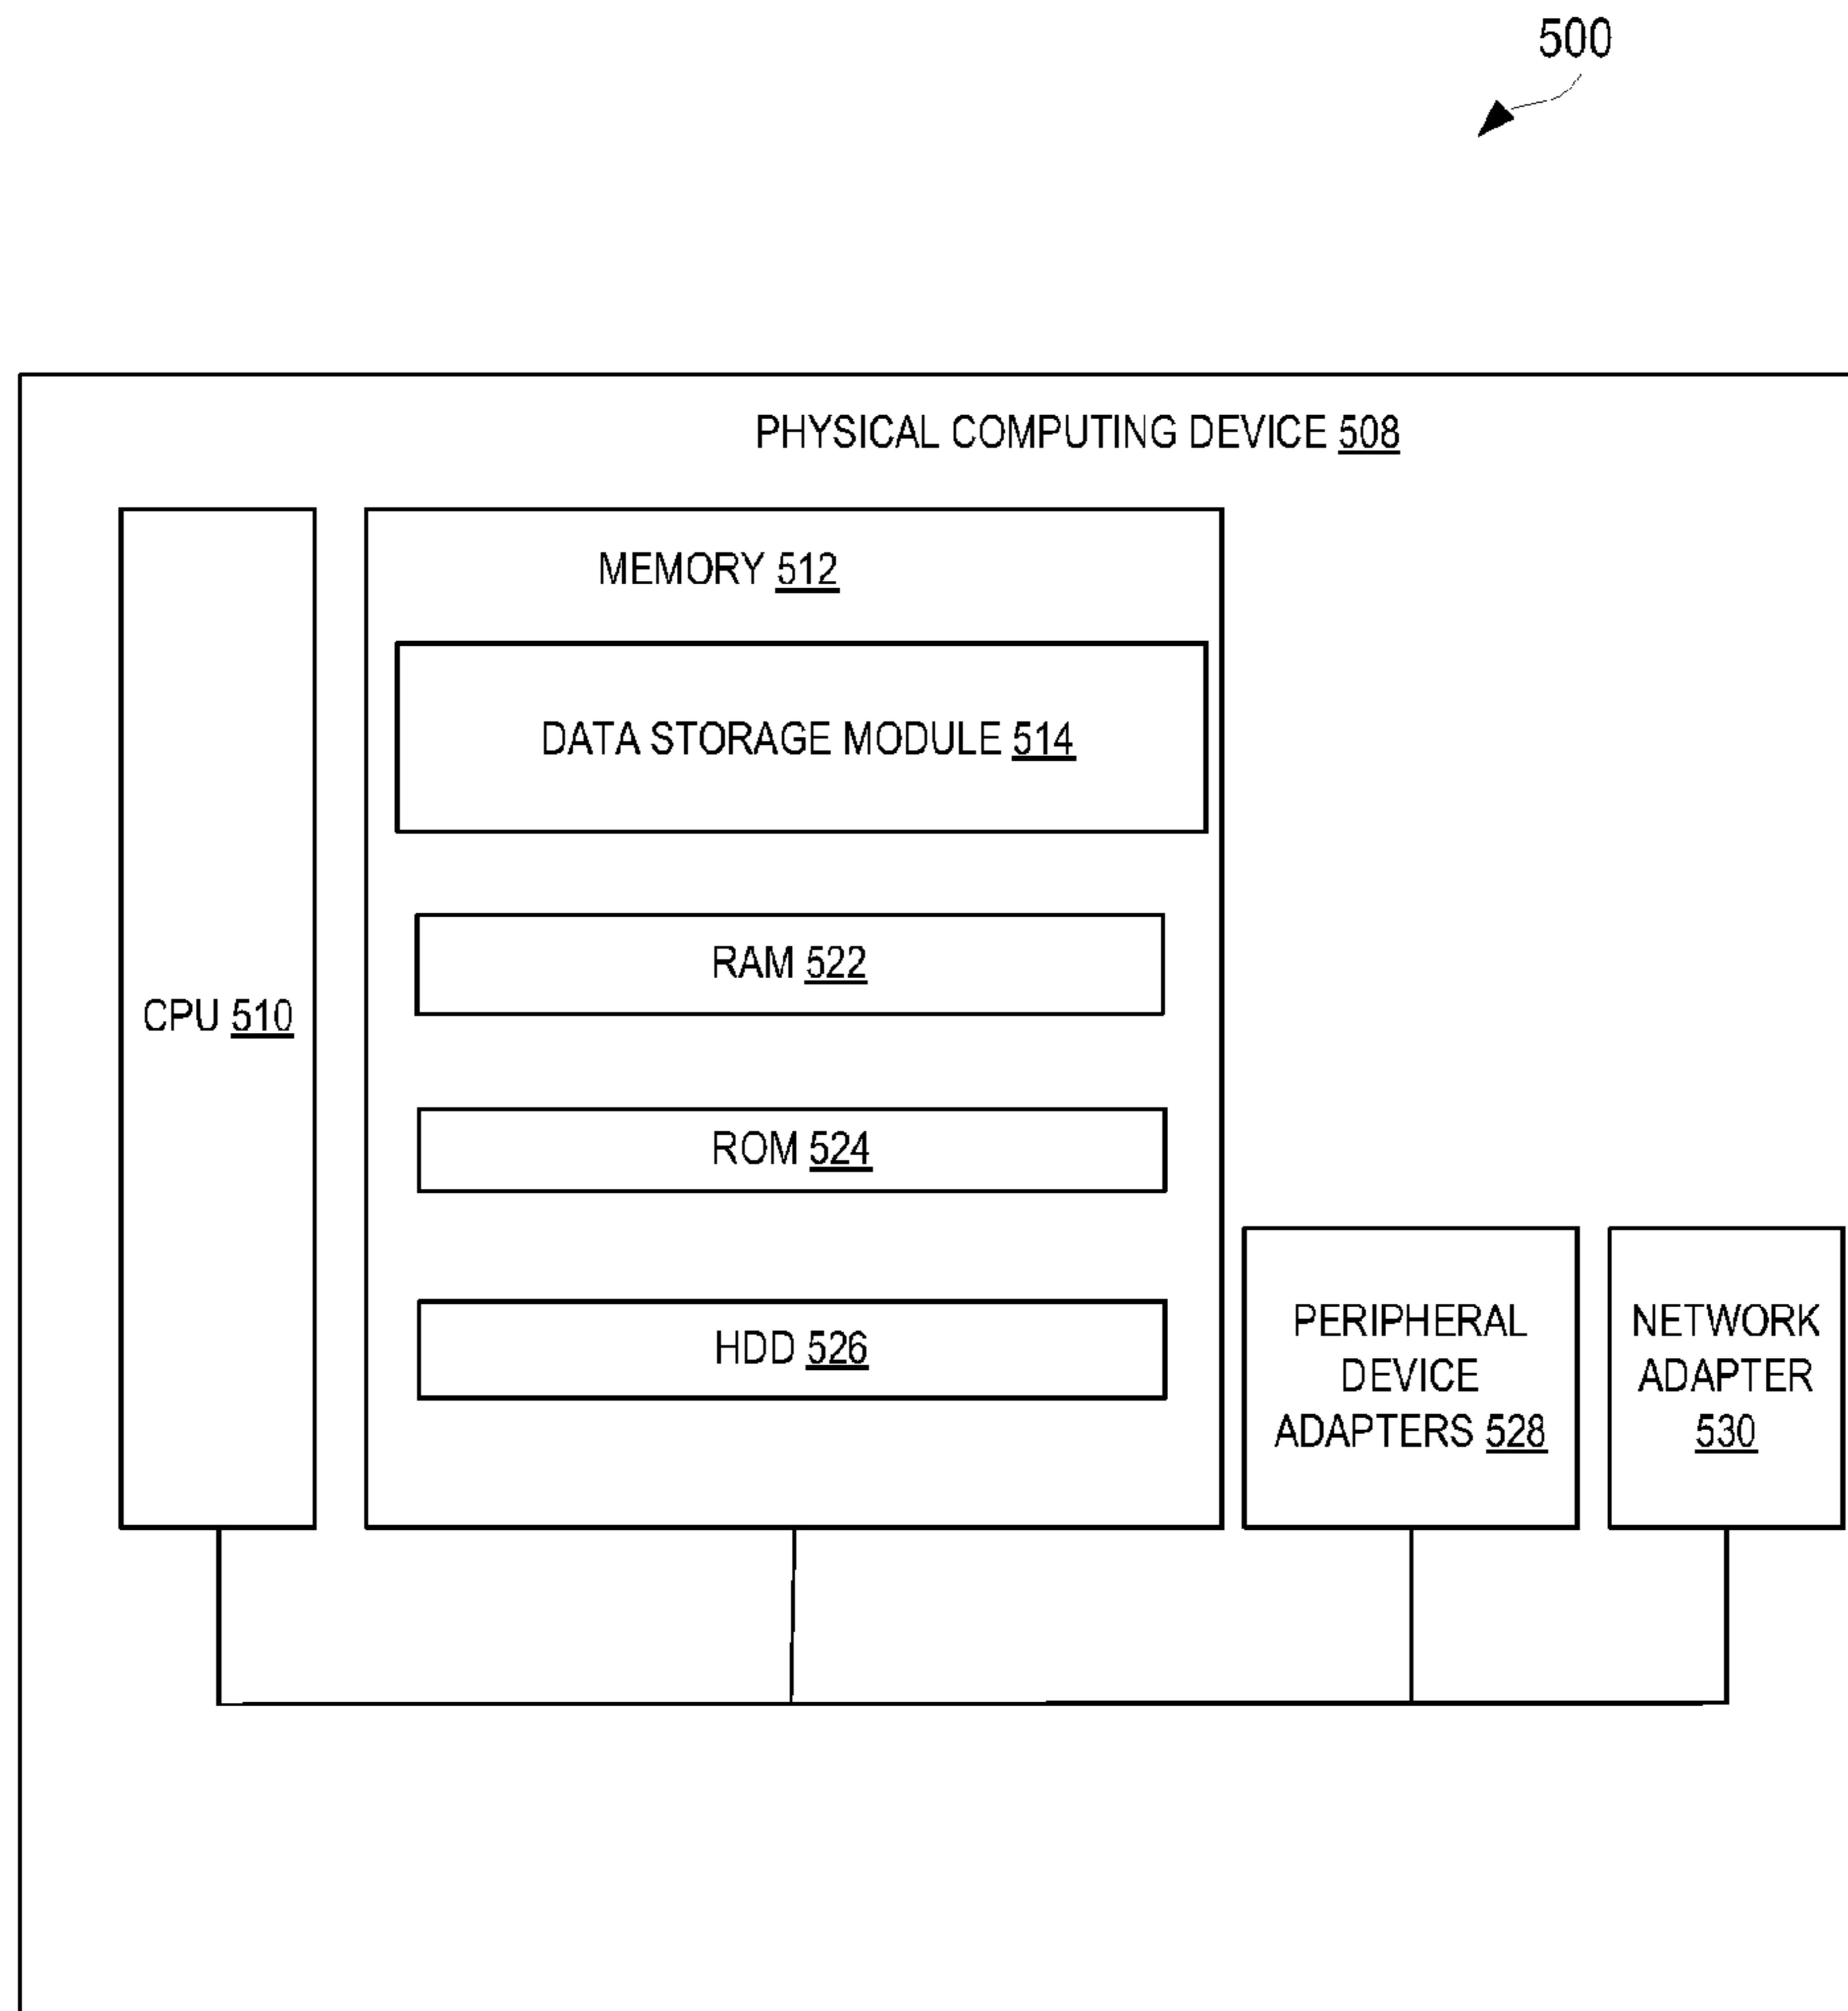 500
PHYSICAL COMPUTING DEVICE 508
MEMORY 512
DATA STORAGE MODULE 514
RAM 522
CPU 510
ROM 524
HDD 526
PERIPHERAL
DEVICE
ADAPTERS 528
NETWORK
ADAPTER
530